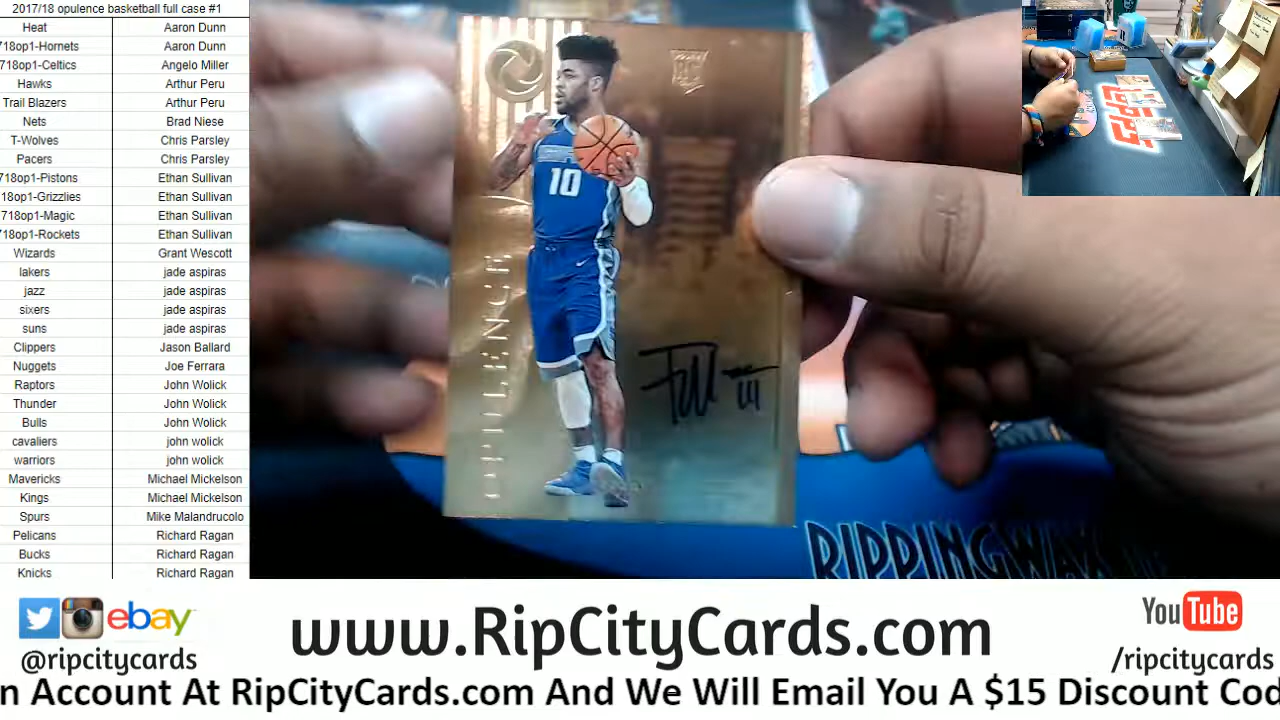 2017/18 opulence basketball full case #1
Heat Aaron Dunn
718op1-Hornets Aaron Dunn
718op1-Celtics Angelo Miller
Hawks Arthur Peru
Trail Blazers Arthur Peru
Nets Brad Niese
T-Wolves Chris Parsley
Pacers Chris Parsley
718op1-Pistons Ethan Sullivan
18op1-Grizzlies Ethan Sullivan
718op1-Magic Ethan Sullivan
718op1-Rockets Ethan Sullivan
Wizards Grant Wescott
lakers jade aspiras
jazz jade aspiras
sixers jade aspiras
suns jade aspiras
Clippers Jason Ballard
Nuggets Joe Ferrara
Raptors John Wolick
Thunder John Wolick
Bulls John Wolick
cavaliers john wolick
warriors john wolick
Mavericks Michael Mickelson
Kings Michael Mickelson
Spurs Mike Malandrucolo
Pelicans Richard Ragan
Bucks Richard Ragan
Knicks Richard Ragan
10
OPULENCE
RIPPINGWAX
ebay
@ripcitycards
www.RipCityCards.com
YouTube
/ripcitycards
n Account At RipCityCards.com And We Will Email You A $15 Discount Cod